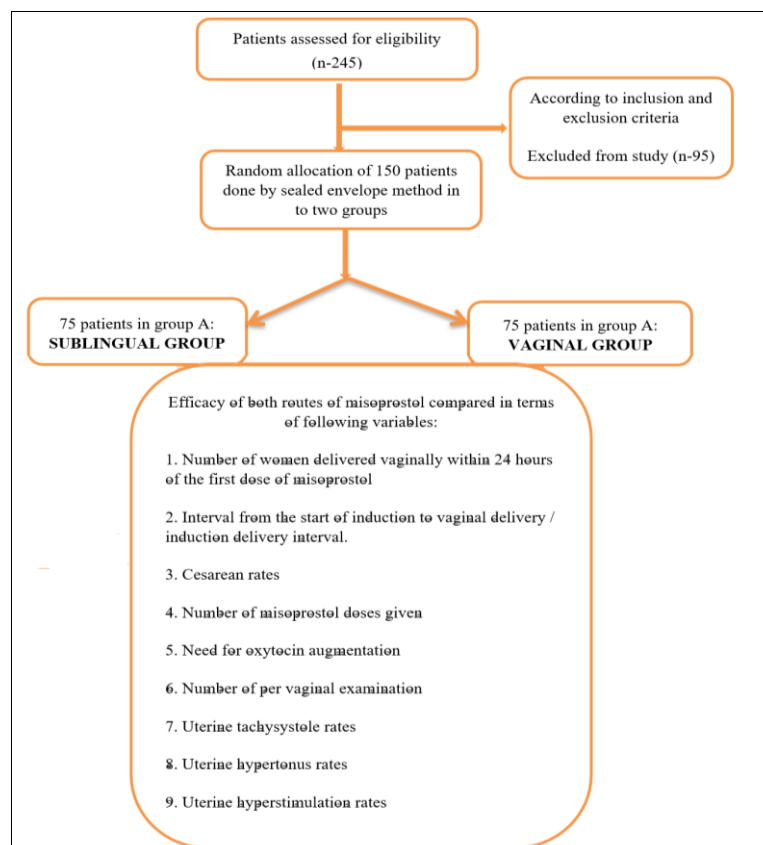 Patients assessed for eligibility
(n-245)
According to inclusion and
exclusion criteria
Excluded from study (n-95)
Random allocation of 150 patients
done by sealed envelope method in
to two groups
75 patients in group A:
SUBLINGUAL GROUP
75 patients in group A:
VAGINAL GROUP
Efficacy of both routes of misoprostol compared in terms
of following variables:
1. Number of women delivered vaginally within 24 hours
of the first dose of misoprostol
2. Interval from the start of induction to vaginal delivery /
induction delivery interval.
3. Cesarean rates
4. Number of misoprostol doses given
5. Need for oxytocin augmentation
6. Number of per vaginal examination
7. Uterine tachysystole rates
8. Uterine hypertonus rates
9. Uterine hyperstimulation rates